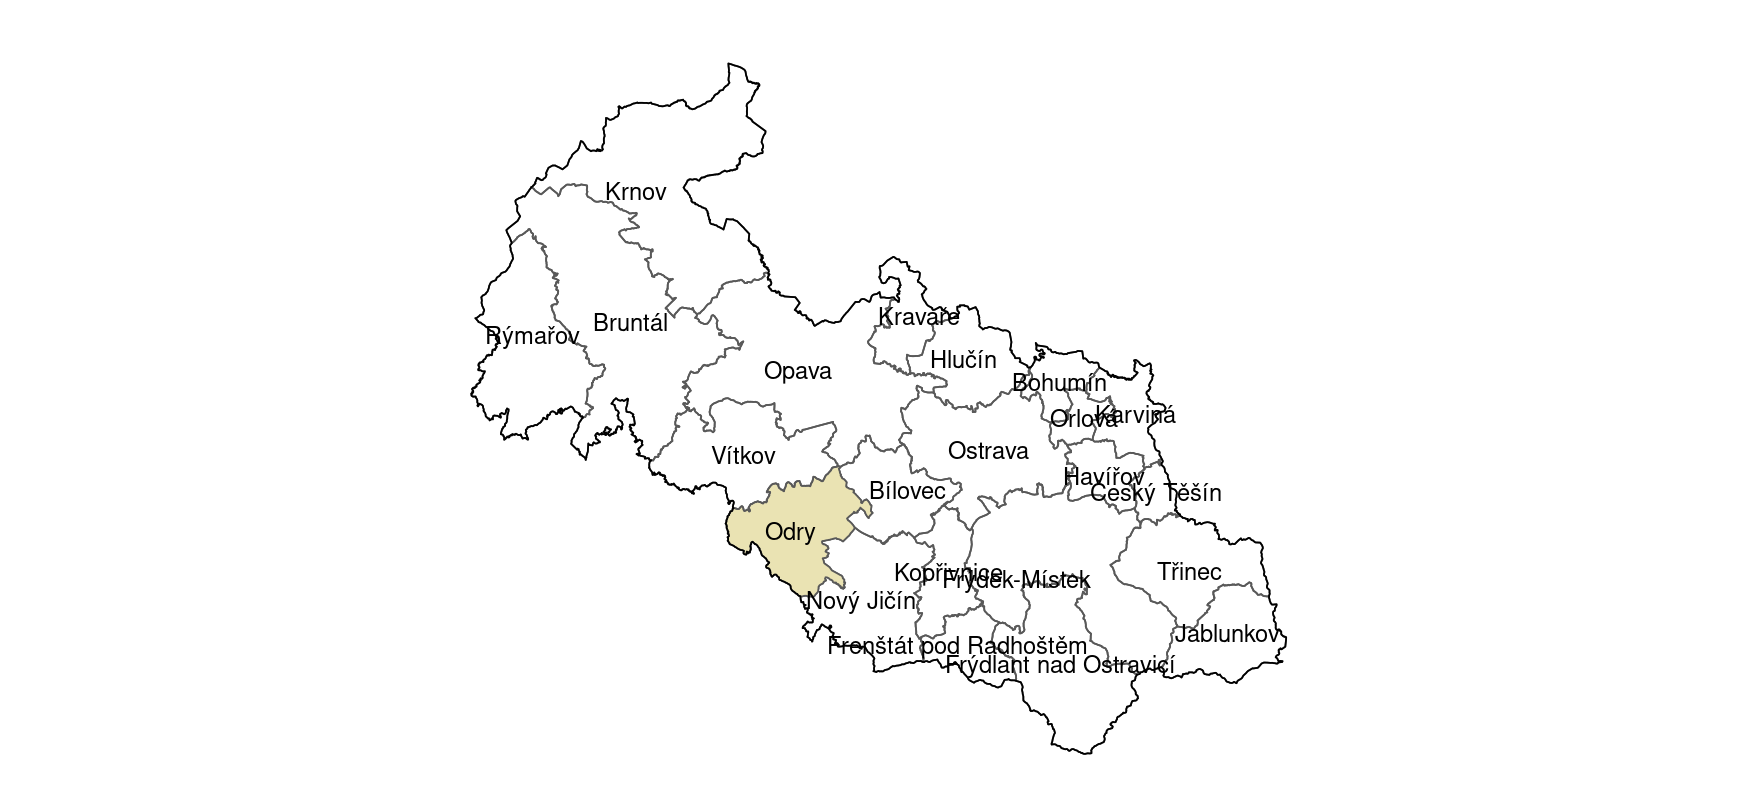 Krnov
Kravaře
Bruntál
Rýmařov
Hlučín
Opava
Bohumín
Karviná
Orlová
Ostrava
Vítkov
Havířov
Bílovec
Český Těšín
Odry
Třinec
Kopřivnice
Frýdek-Místek
Nový Jičín
Jablunkov
Frenštát pod Radhoštěm
Frýdlant nad Ostravicí